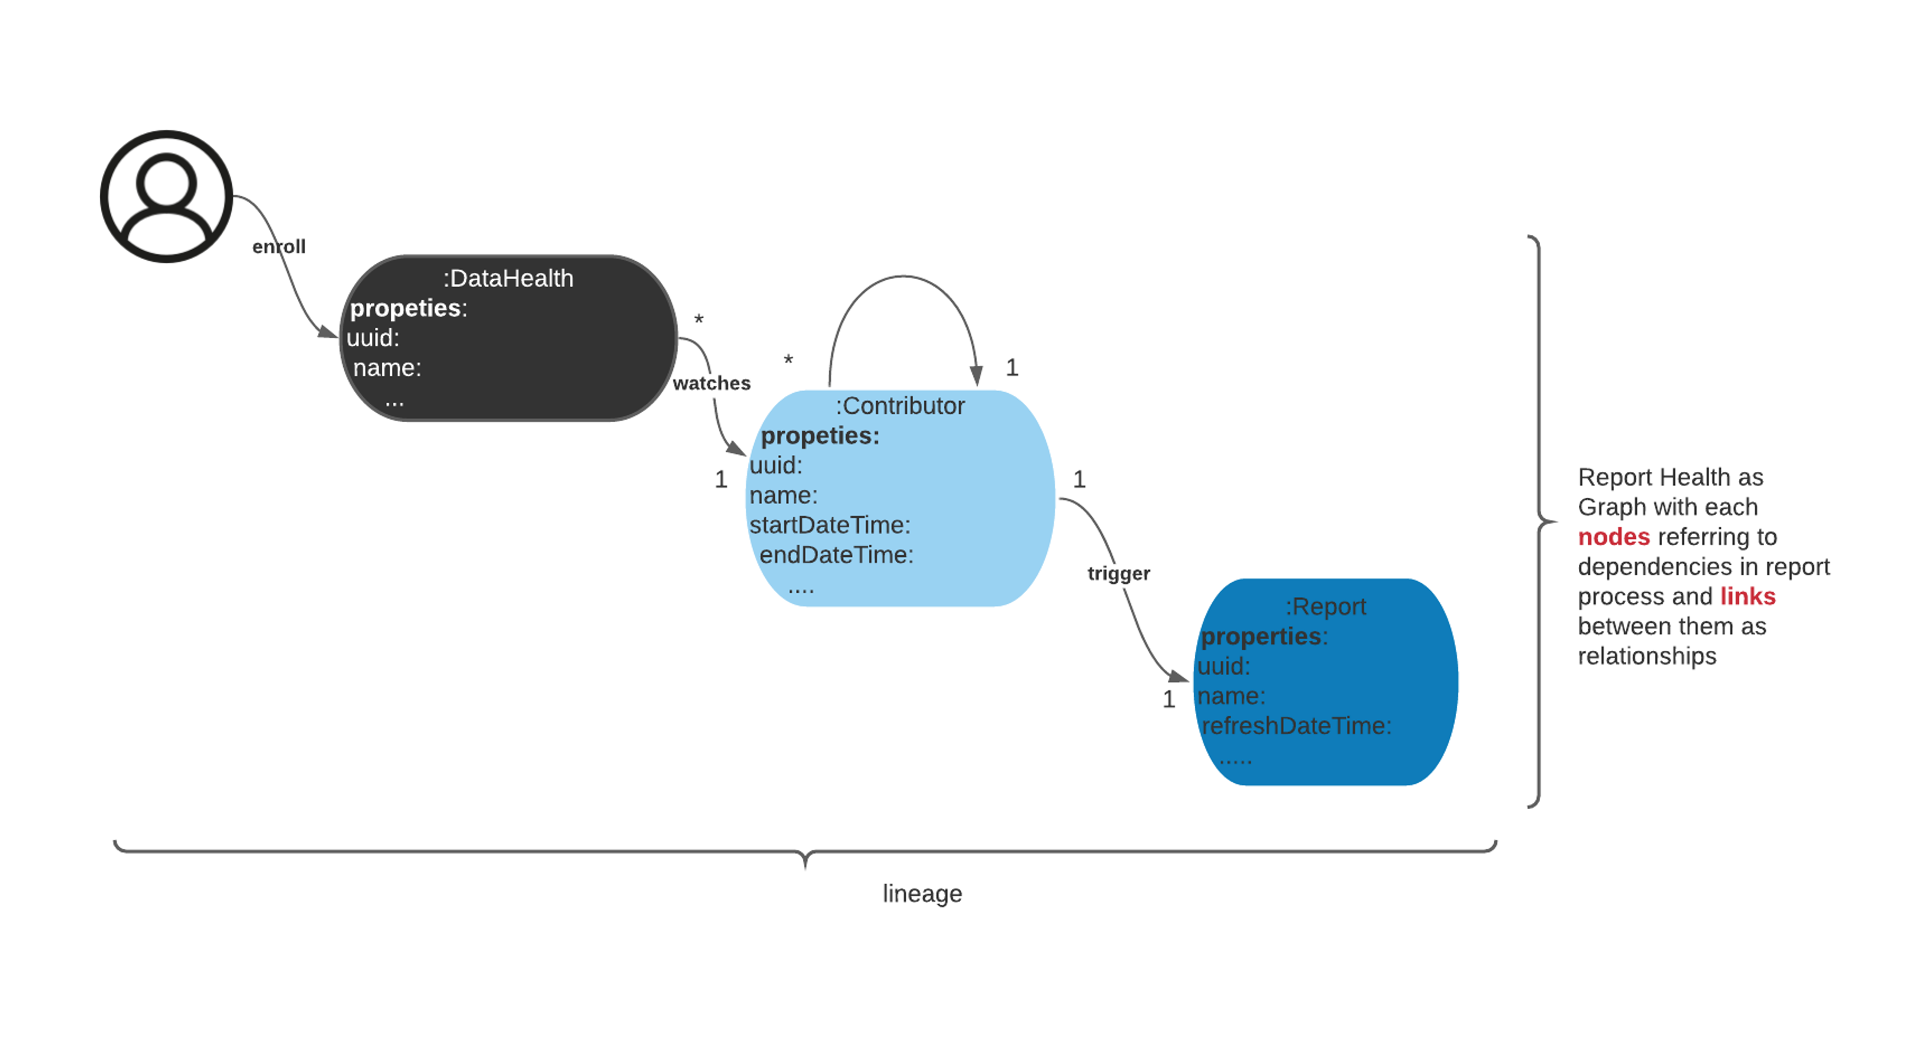 enroll
:DataHealth
propeties:
uuid:
name:
...
*
watches
1
*
1
:Contributor
propeties:
uuid:
name:
startDateTime:
endDateTime:
....
1
trigger
1
:Report
properties:
uuid:
name:
refreshDateTime:
.....
Report Health as
Graph with each
nodes referring to
dependencies in report
process and links
between them as
relationships
lineage